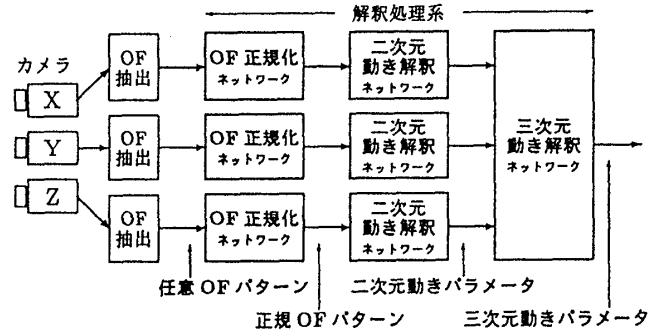 解釈処理系
カメラ
X
Y
Z
OF
抽出
OF 正規化
ネットワーク
二次元
動き解釈
ネットワーク
OF
抽出
OF 正規化
ネットワーク
二次元
動き解釈
ネットワーク
三次元
動き解釈
ネットワーク
OF
抽出
OF 正規化
ネットワーク
二次元
動き解釈
ネットワーク
任意 OF パターン
二次元動きパラメータ
正規 OF パターン
三次元動きパラメータ